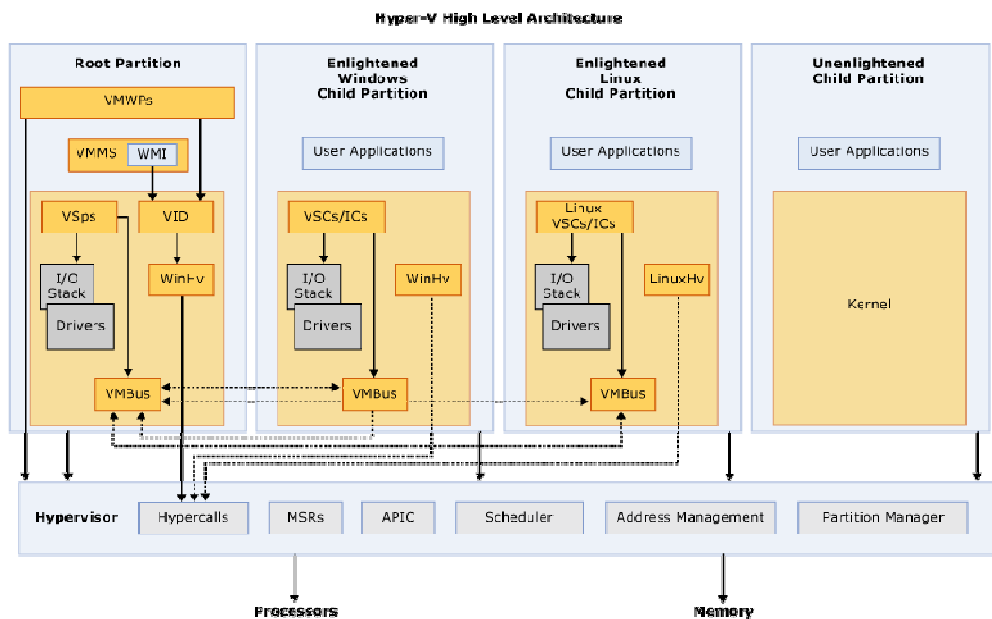 Hyper-V High Level Architecture
Root Partition
VMWPs
VMMS
WMI
VSps
VID
I/O
Stack
Drivers
WinHv
VMBus
Enlightened
Windows
Child Partition
User Applications
VSCs/ICs
I/O
Stack
Drivers
WinHv
VMBus
Enlightened
Linux
Child Partition
User Applications
Linux
VSCs/ICs
I/O
Stack
Drivers
LinuxHv
VMBus
Unenlightened
Child Partition
User Applications
Kernel
Hypervisor
Hypercalls
MSRs
APIC
Scheduler
Address Management
Partition Manager
Processors
Memory